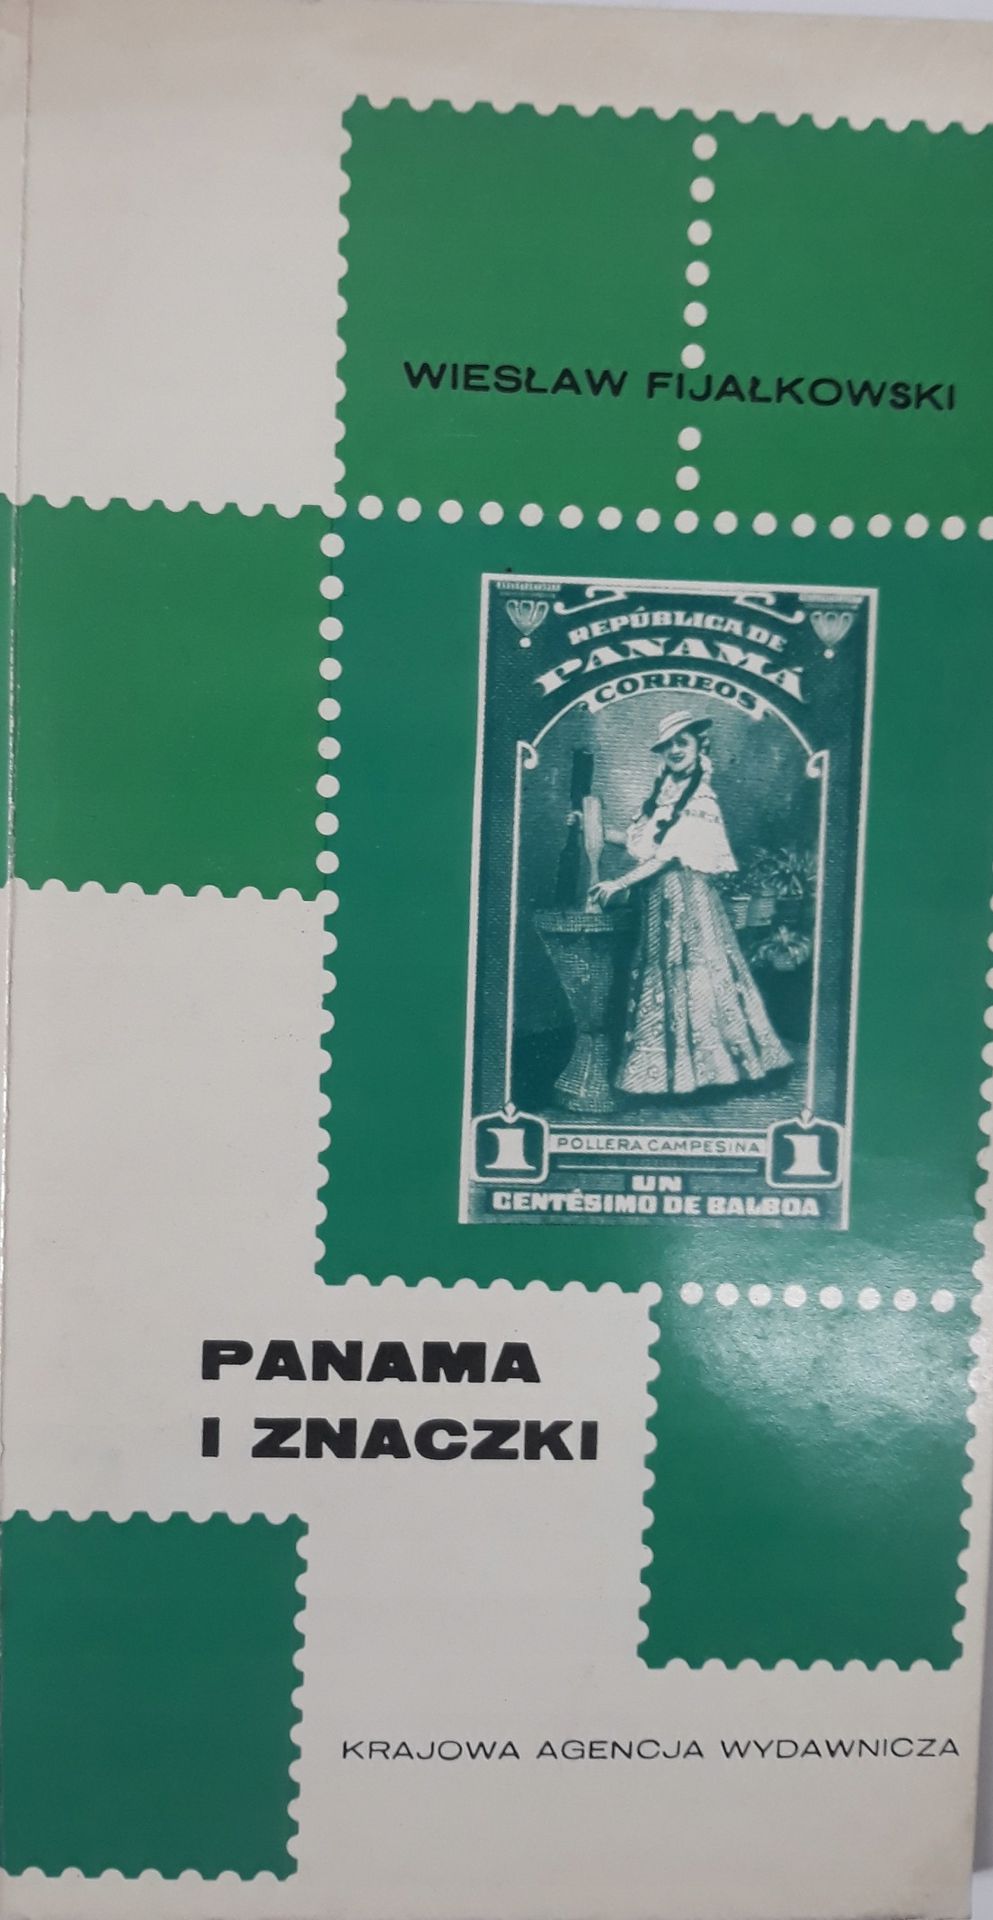 WIESŁAW FIJAŁKOWSKI
REPÚBLICA DE
PANAMÁ
CORREOS
1 POLLERA CAMPESINA 1
UN
CENTÉSIMO DE BALBOA
PANAMA
I ZNACZKI
KRAJOWA AGENCJA WYDAWNICZA